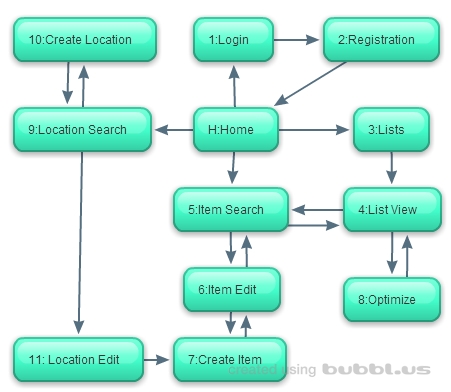 10:Create Location
1:Login
2:Registration
9:Location Search
H:Home
3:Lists
5:Item Search
4:List View
6:Item Edit
8:Optimize
11: Location Edit
7:Create Item
created using bubbl.us